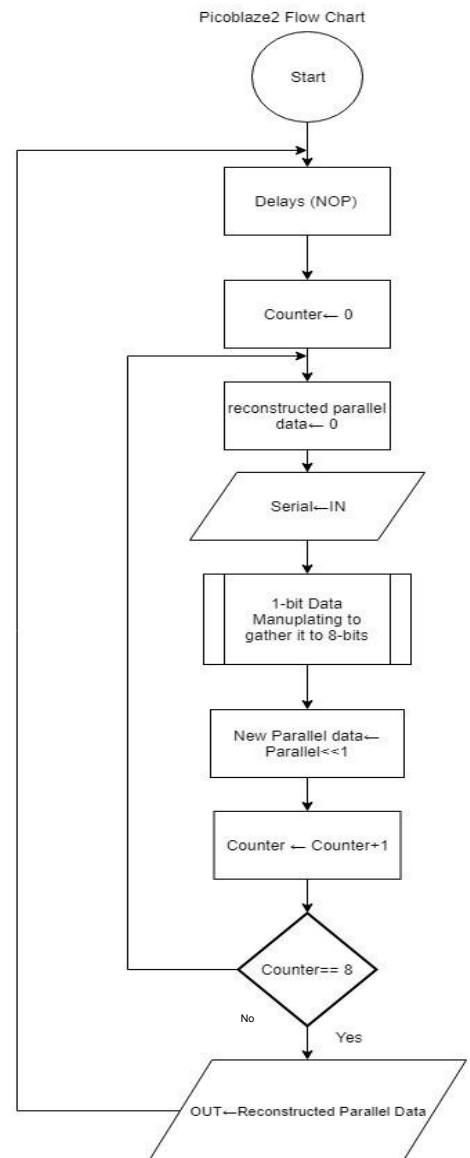 Picoblaze2 Flow Chart
Start
Delays (NOP)
Counter← 0
reconstructed parallel
data← 0
Serial←IN
1-bit Data
Manuplating to
gather it to 8-bits
New Parallel data←
Parallel<<1
Counter ← Counter+1
Counter== 8
No
Yes
OUT←Reconstructed Parallel Data